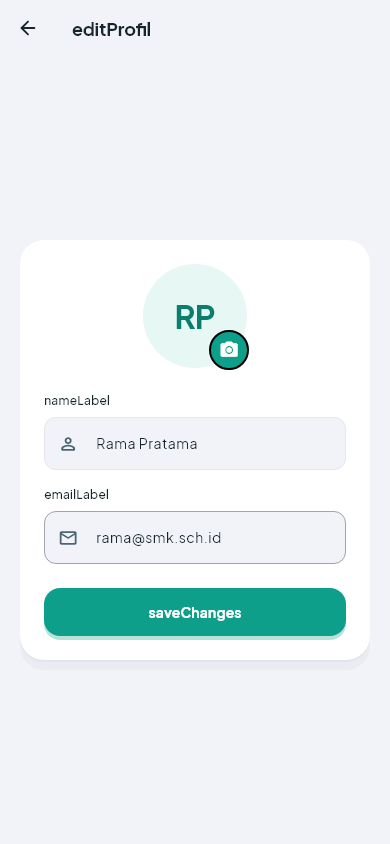 editProfil
RP
nameLabel
Rama Pratama
emailLabel
rama@smk.sch.id
saveChanges